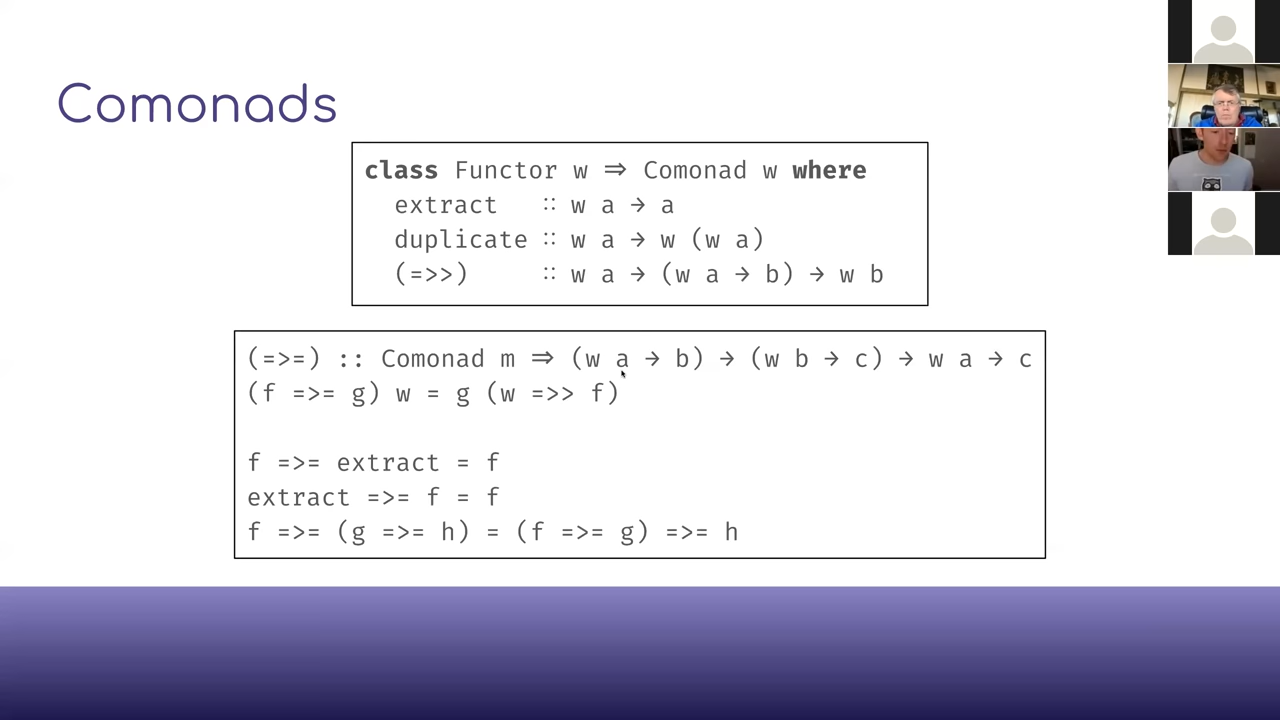 Comonads
class Functor w ⇒ Comonad w where
extract :: w a → a
duplicate :: w a → w (w a)
(=>>) :: w a → (w a → b) → w b
(=>=) :: Comonad m ⇒ (w a → b) → (w b → c) → w a → c
(f =>= g) w = g (w =>> f)
f =>= extract = f
extract =>= f = f
f =>= (g =>= h) = (f =>= g) =>= h